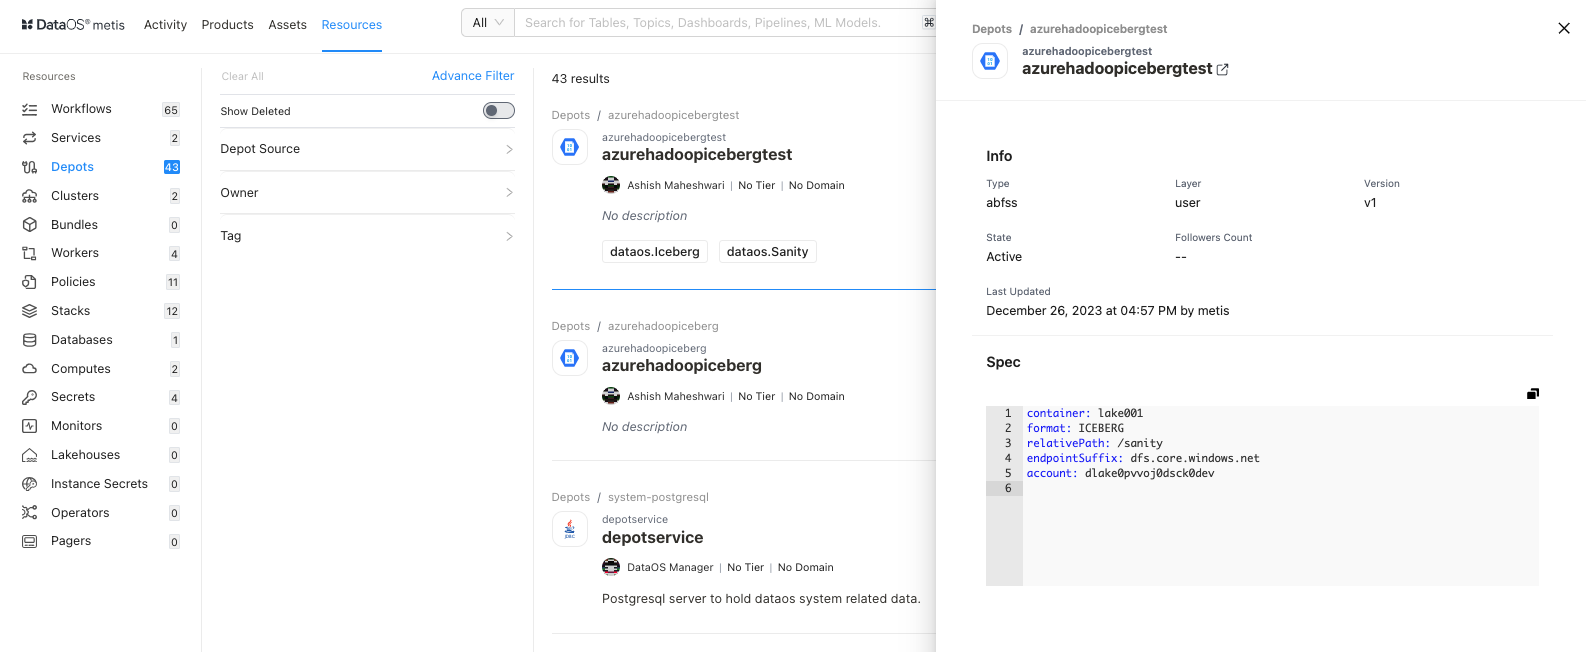 DataOS® metis Activity Products Assets Resources
All Search for Tables, Topics, Dashboards, Pipelines, ML Models. ⌘
Resources
Workflows 65
Services 2
Depots 43
Clusters 2
Bundles 0
Workers 4
Policies 11
Stacks 12
Databases 1
Computes 2
Secrets 4
Monitors 0
Lakehouses 0
Instance Secrets 0
Operators 0
Pagers 0
Clear All Advance Filter
Show Deleted
Depot Source
Owner
Tag
43 results
Depots / azurehadoopicebergtest
azurehadoopicebergtest
azurehadoopicebergtest
Ashish Maheshwari | No Tier | No Domain
No description
dataos.Iceberg dataos.Sanity
Depots / azurehadoopiceberg
azurehadoopiceberg
azurehadoopiceberg
Ashish Maheshwari | No Tier | No Domain
No description
Depots / system-postgresql
JDBC
depotservice
depotservice
DataOS Manager | No Tier | No Domain
Postgresql server to hold dataos system related data.
Depots / azurehadoopicebergtest
azurehadoopicebergtest
azurehadoopicebergtest
Info
Type Layer Version
abfss user v1
State Followers Count
Active --
Last Updated
December 26, 2023 at 04:57 PM by metis
Spec
1 container: lake001
2 format: ICEBERG
3 relativePath: /sanity
4 endpointSuffix: dfs.core.windows.net
5 account: dlake0pvvoj0dsck0dev
6